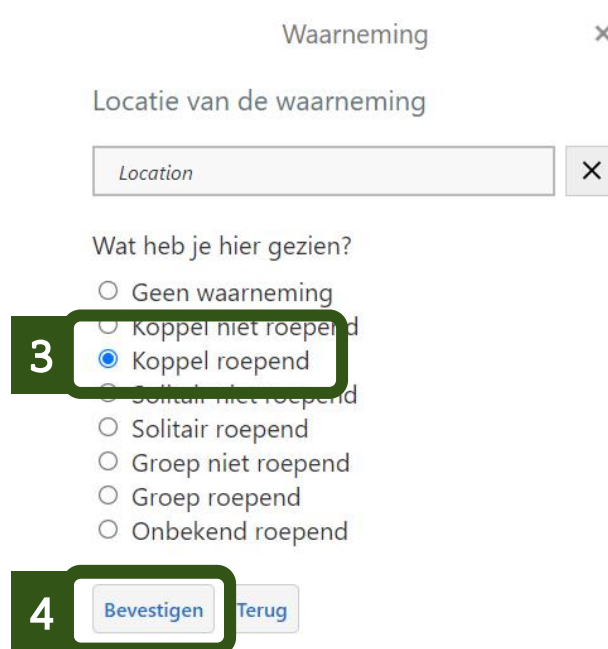 Waarneming ×
Locatie van de waarneming
Location ×
Wat heb je hier gezien?
Geen waarneming
Koppel niet roepend
3 Koppel roepend
Solitair niet roepend
Solitair roepend
Groep niet roepend
Groep roepend
Onbekend roepend
4 Bevestigen Terug